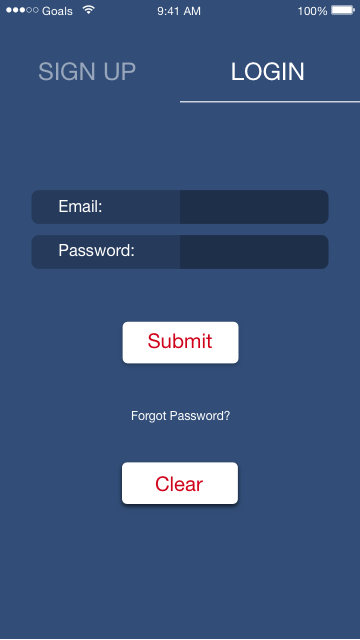 Goals 9:41 AM 100%
SIGN UP LOGIN
Email:
Password:
Submit
Forgot Password?
Clear